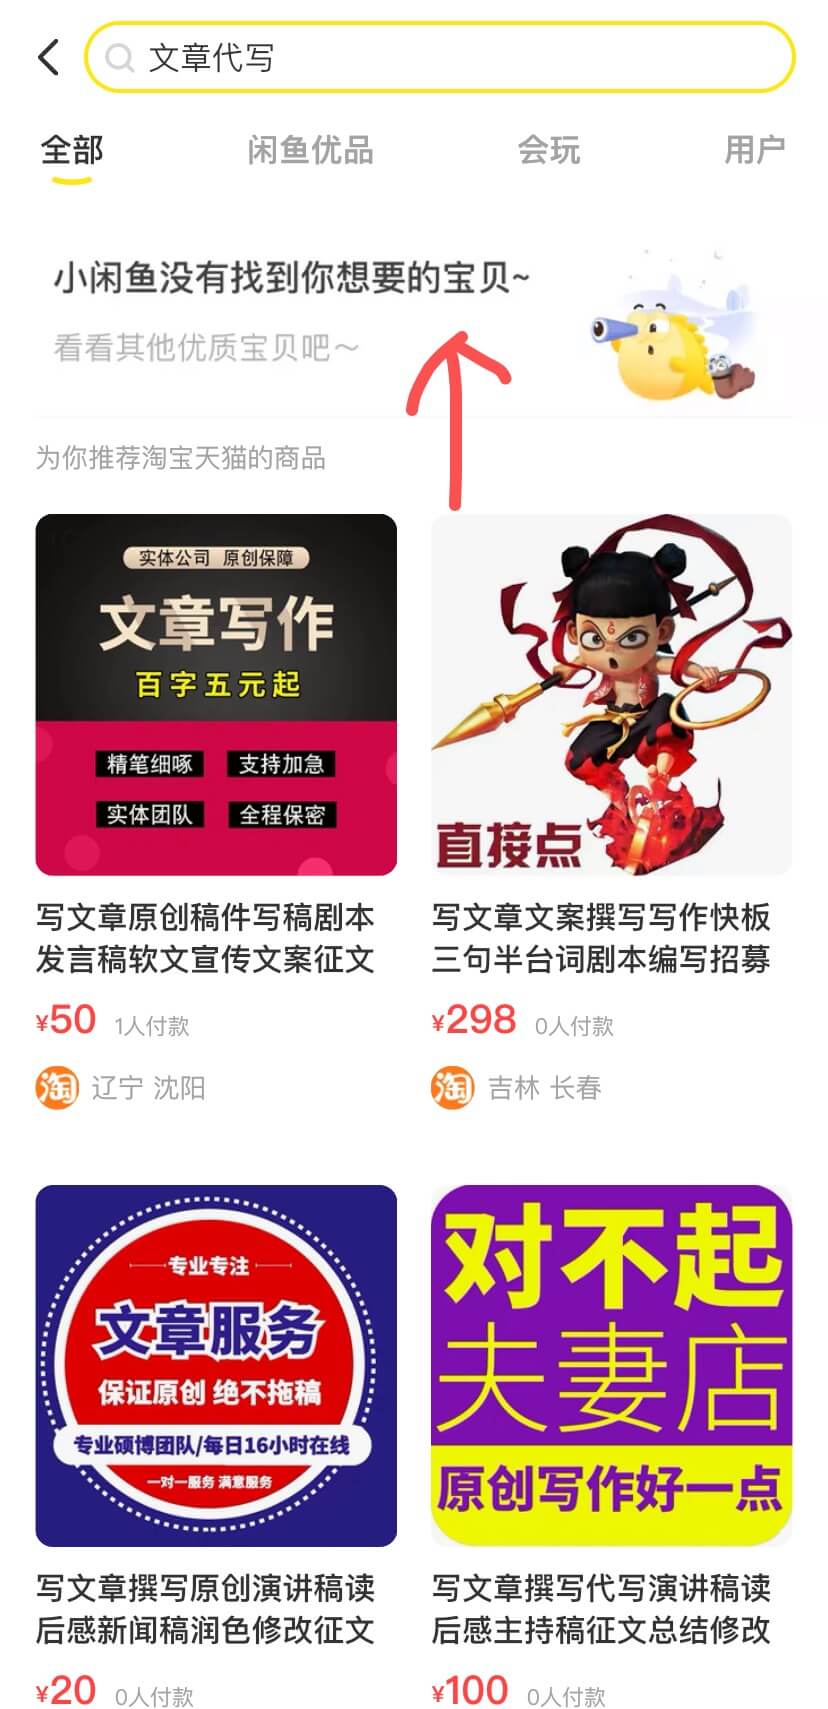 文章代写
全部 闲鱼优品 会玩 用户
小闲鱼没有找到你想要的宝贝~
看看其他优质宝贝吧～
为你推荐淘宝天猫的商品
实体公司 原创保障
文章写作
百字五元起
精笔细啄 支持加急
实体团队 全程保密
直接点
写文章原创稿件写稿剧本
发言稿软文宣传文案征文
¥50 1人付款
淘 辽宁 沈阳
写文章文案撰写写作快板
三句半台词剧本编写招募
¥298 0人付款
淘 吉林 长春
专业专注
文章服务
保证原创 绝不拖稿
专业硕博团队/每日16小时在线
一对一服务 满意服务
对不起
夫妻店
原创写作好一点
写文章撰写原创演讲稿读
后感新闻稿润色修改征文
¥20 0人付款
写文章撰写代写演讲稿读
后感主持稿征文总结修改
¥100 0人付款